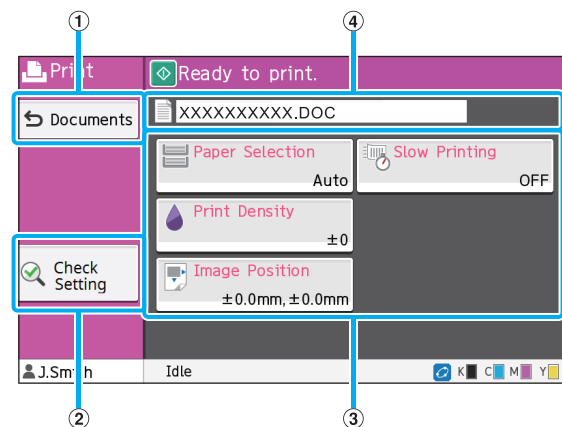 ① ④
Print
Ready to print.
Documents
XXXXXXXXXX.DOC
Paper Selection
Auto
Slow Printing
OFF
Print Density
±0
Check
Setting
Image Position
±0.0mm, ±0.0mm
J.Smith
Idle
K C M Y
② ③